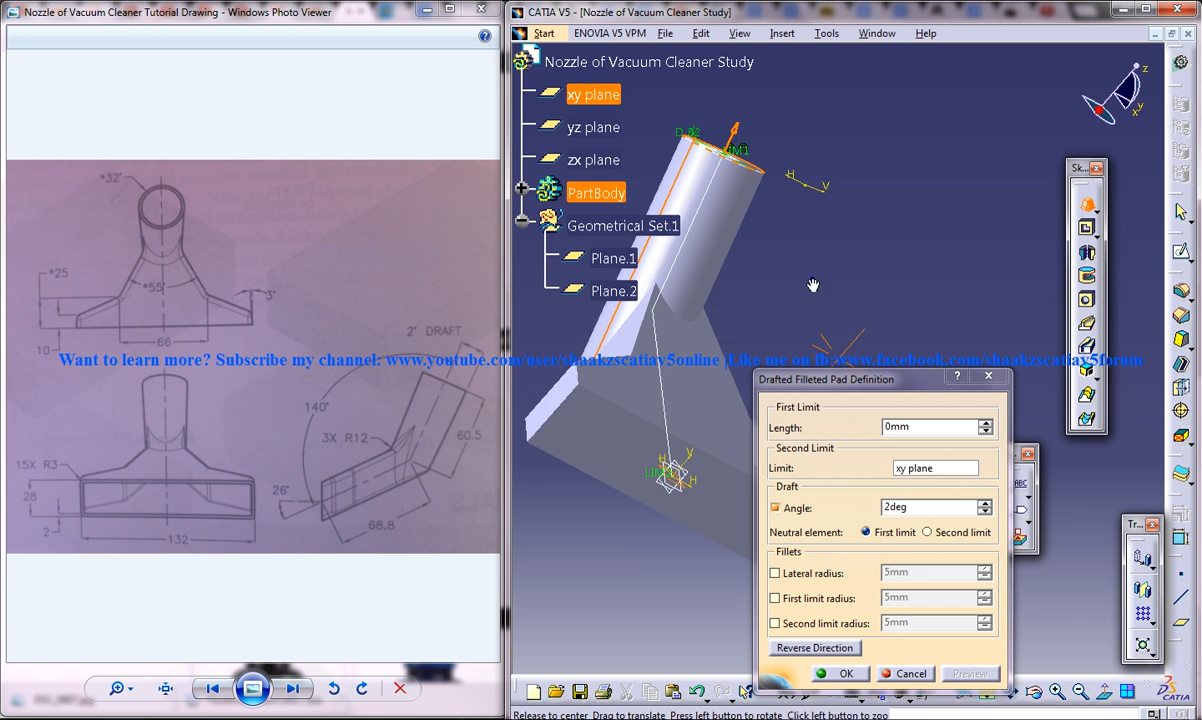 Nozzle of Vacuum Cleaner Tutorial Drawing - Windows Photo Viewer
CATIA V5 - [Nozzle of Vacuum Cleaner Study]
Start
ENOVIA V5 VPM
File
Edit
View
Insert
Tools
Window
Help
Nozzle of Vacuum Cleaner Study
xy plane
yz plane
zx plane
PartBody
Geometrical Set.1
Plane.1
Plane.2
z
x
y
LIM1
H
V
Sk...
*32'
*25
*55'
3°
66
10
2° DRAFT
Want to learn more? Subscribe my channel: www.youtube.com/user/shaakzscatiav5online |Like me on fb:www.facebook.com/shaakzscatiav5forum
140°
3X R12
60.5
15X R3
28
26°
2
68.8
132
V
H
H
Drafted Filleted Pad Definition
First Limit
Length:
0mm
Second Limit
Limit:
xy plane
Draft
Angle:
2deg
Neutral element:
First limit
Second limit
Fillets
Lateral radius:
5mm
First limit radius:
5mm
Second limit radius:
5mm
Reverse Direction
OK
Cancel
Preview
ABC
Tr...
CATIA
Release to center Drag to translate Press left button to rotate Click left button to zoo